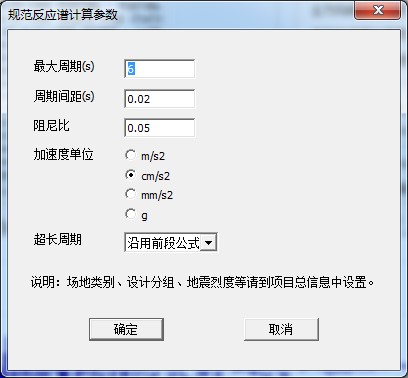 规范反应谱计算参数
最大周期(s) 6
周期间距(s) 0.02
阻尼比 0.05
加速度单位 m/s2
cm/s2
mm/s2
g
超长周期 沿用前段公式
说明：场地类别、设计分组、地震烈度等请到项目总信息中设置。
确定 取消